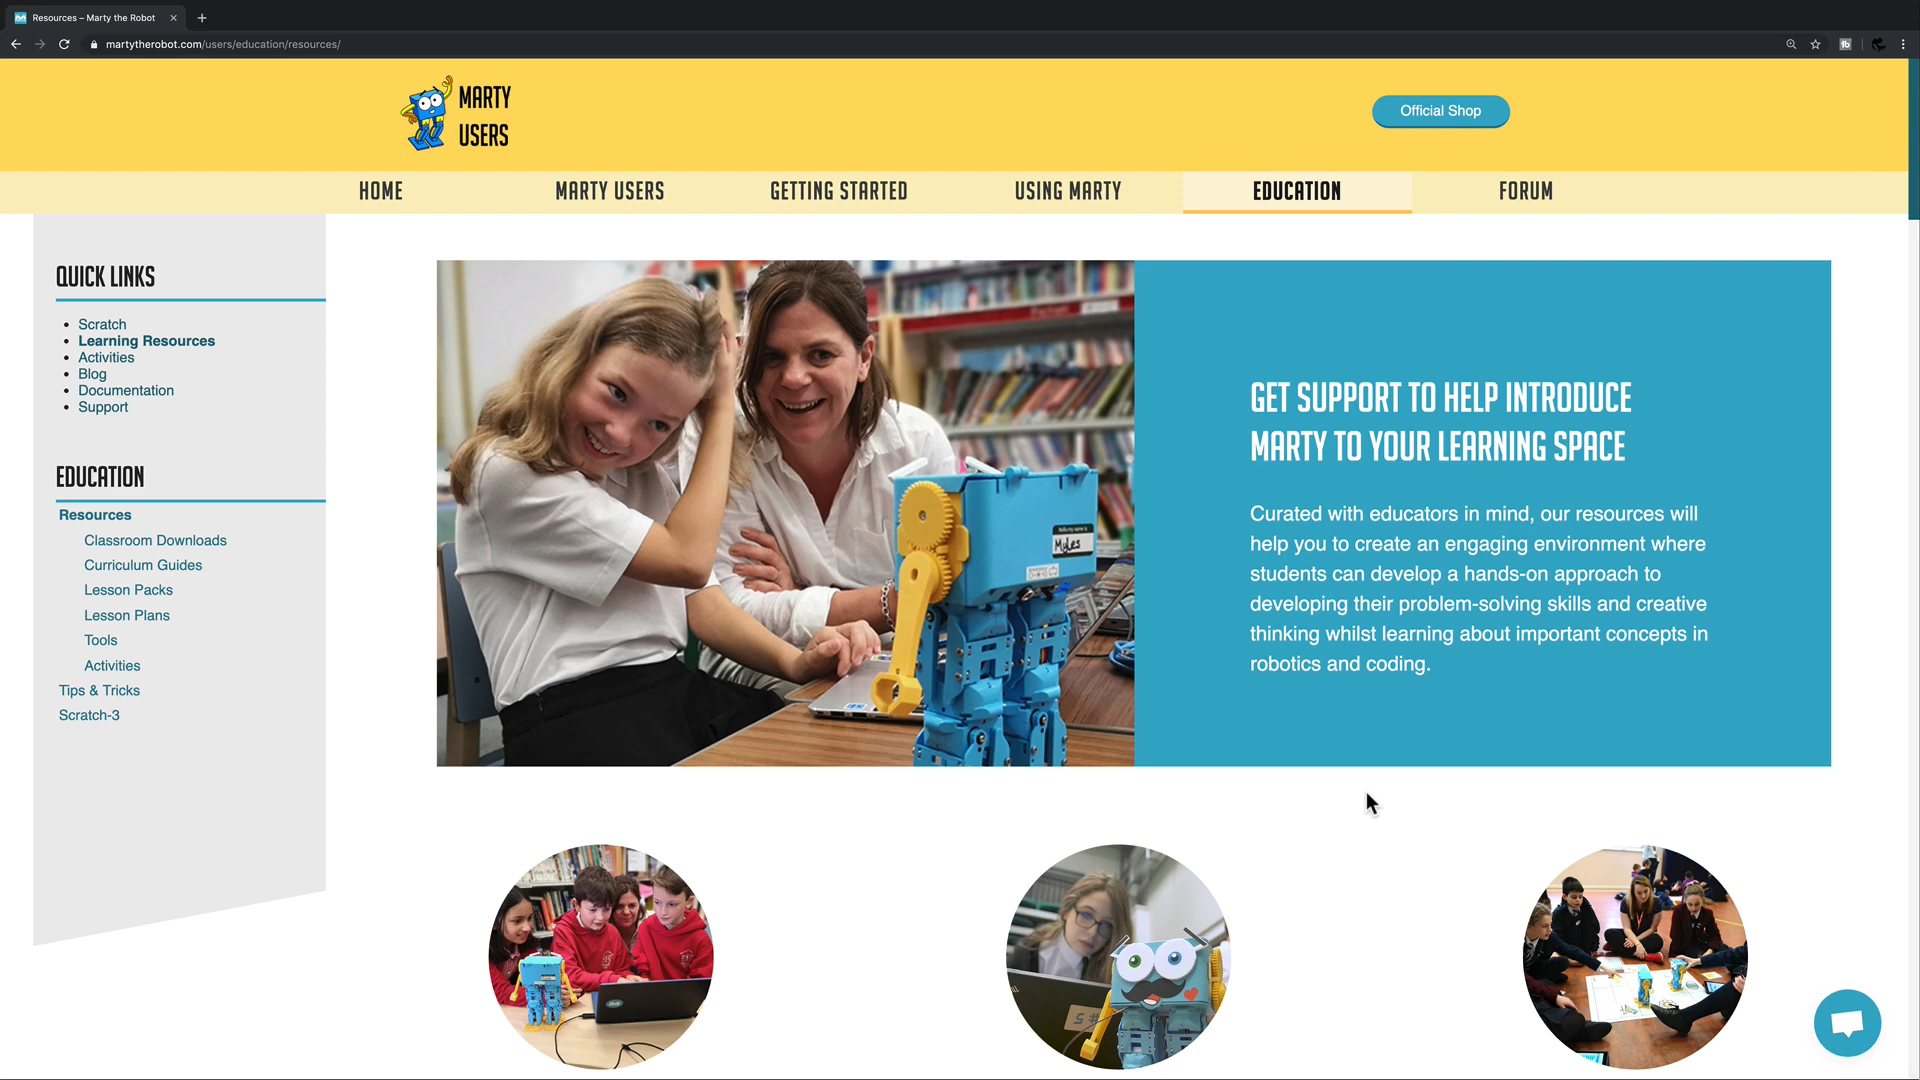 Resources – Marty the Robot
martytherobot.com/users/education/resources/
MARTY
USERS
Official Shop
HOME
MARTY USERS
GETTING STARTED
USING MARTY
EDUCATION
FORUM
QUICK LINKS
Scratch
Learning Resources
Activities
Blog
Documentation
Support
EDUCATION
Resources
Classroom Downloads
Curriculum Guides
Lesson Packs
Lesson Plans
Tools
Activities
Tips & Tricks
Scratch-3
Myles
GET SUPPORT TO HELP INTRODUCE
MARTY TO YOUR LEARNING SPACE
Curated with educators in mind, our resources will
help you to create an engaging environment where
students can develop a hands-on approach to
developing their problem-solving skills and creative
thinking whilst learning about important concepts in
robotics and coding.